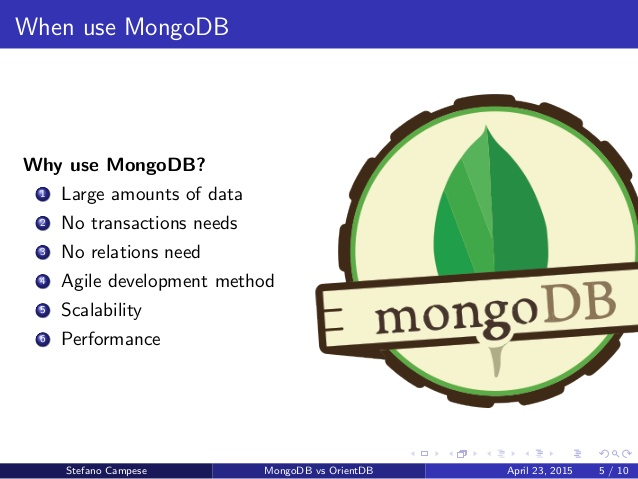 When use MongoDB
Why use MongoDB?
1 Large amounts of data
2 No transactions needs
3 No relations need
4 Agile development method
5 Scalability
6 Performance
mongoDB
Stefano Campese MongoDB vs OrientDB April 23, 2015 5 / 10